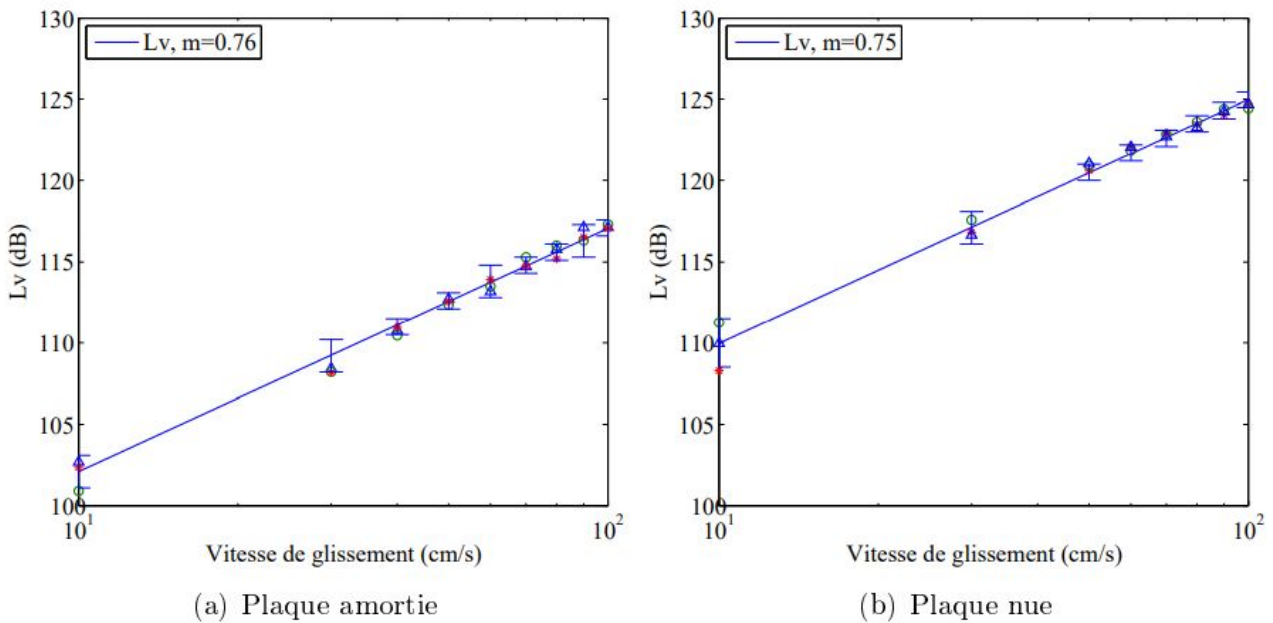 130
125
120
115
110
105
100
Lv (dB)
Lv, m=0.76
10¹
10²
Vitesse de glissement (cm/s)
(a) Plaque amortie
130
125
120
115
110
105
100
Lv (dB)
Lv, m=0.75
10¹
10²
Vitesse de glissement (cm/s)
(b) Plaque nue